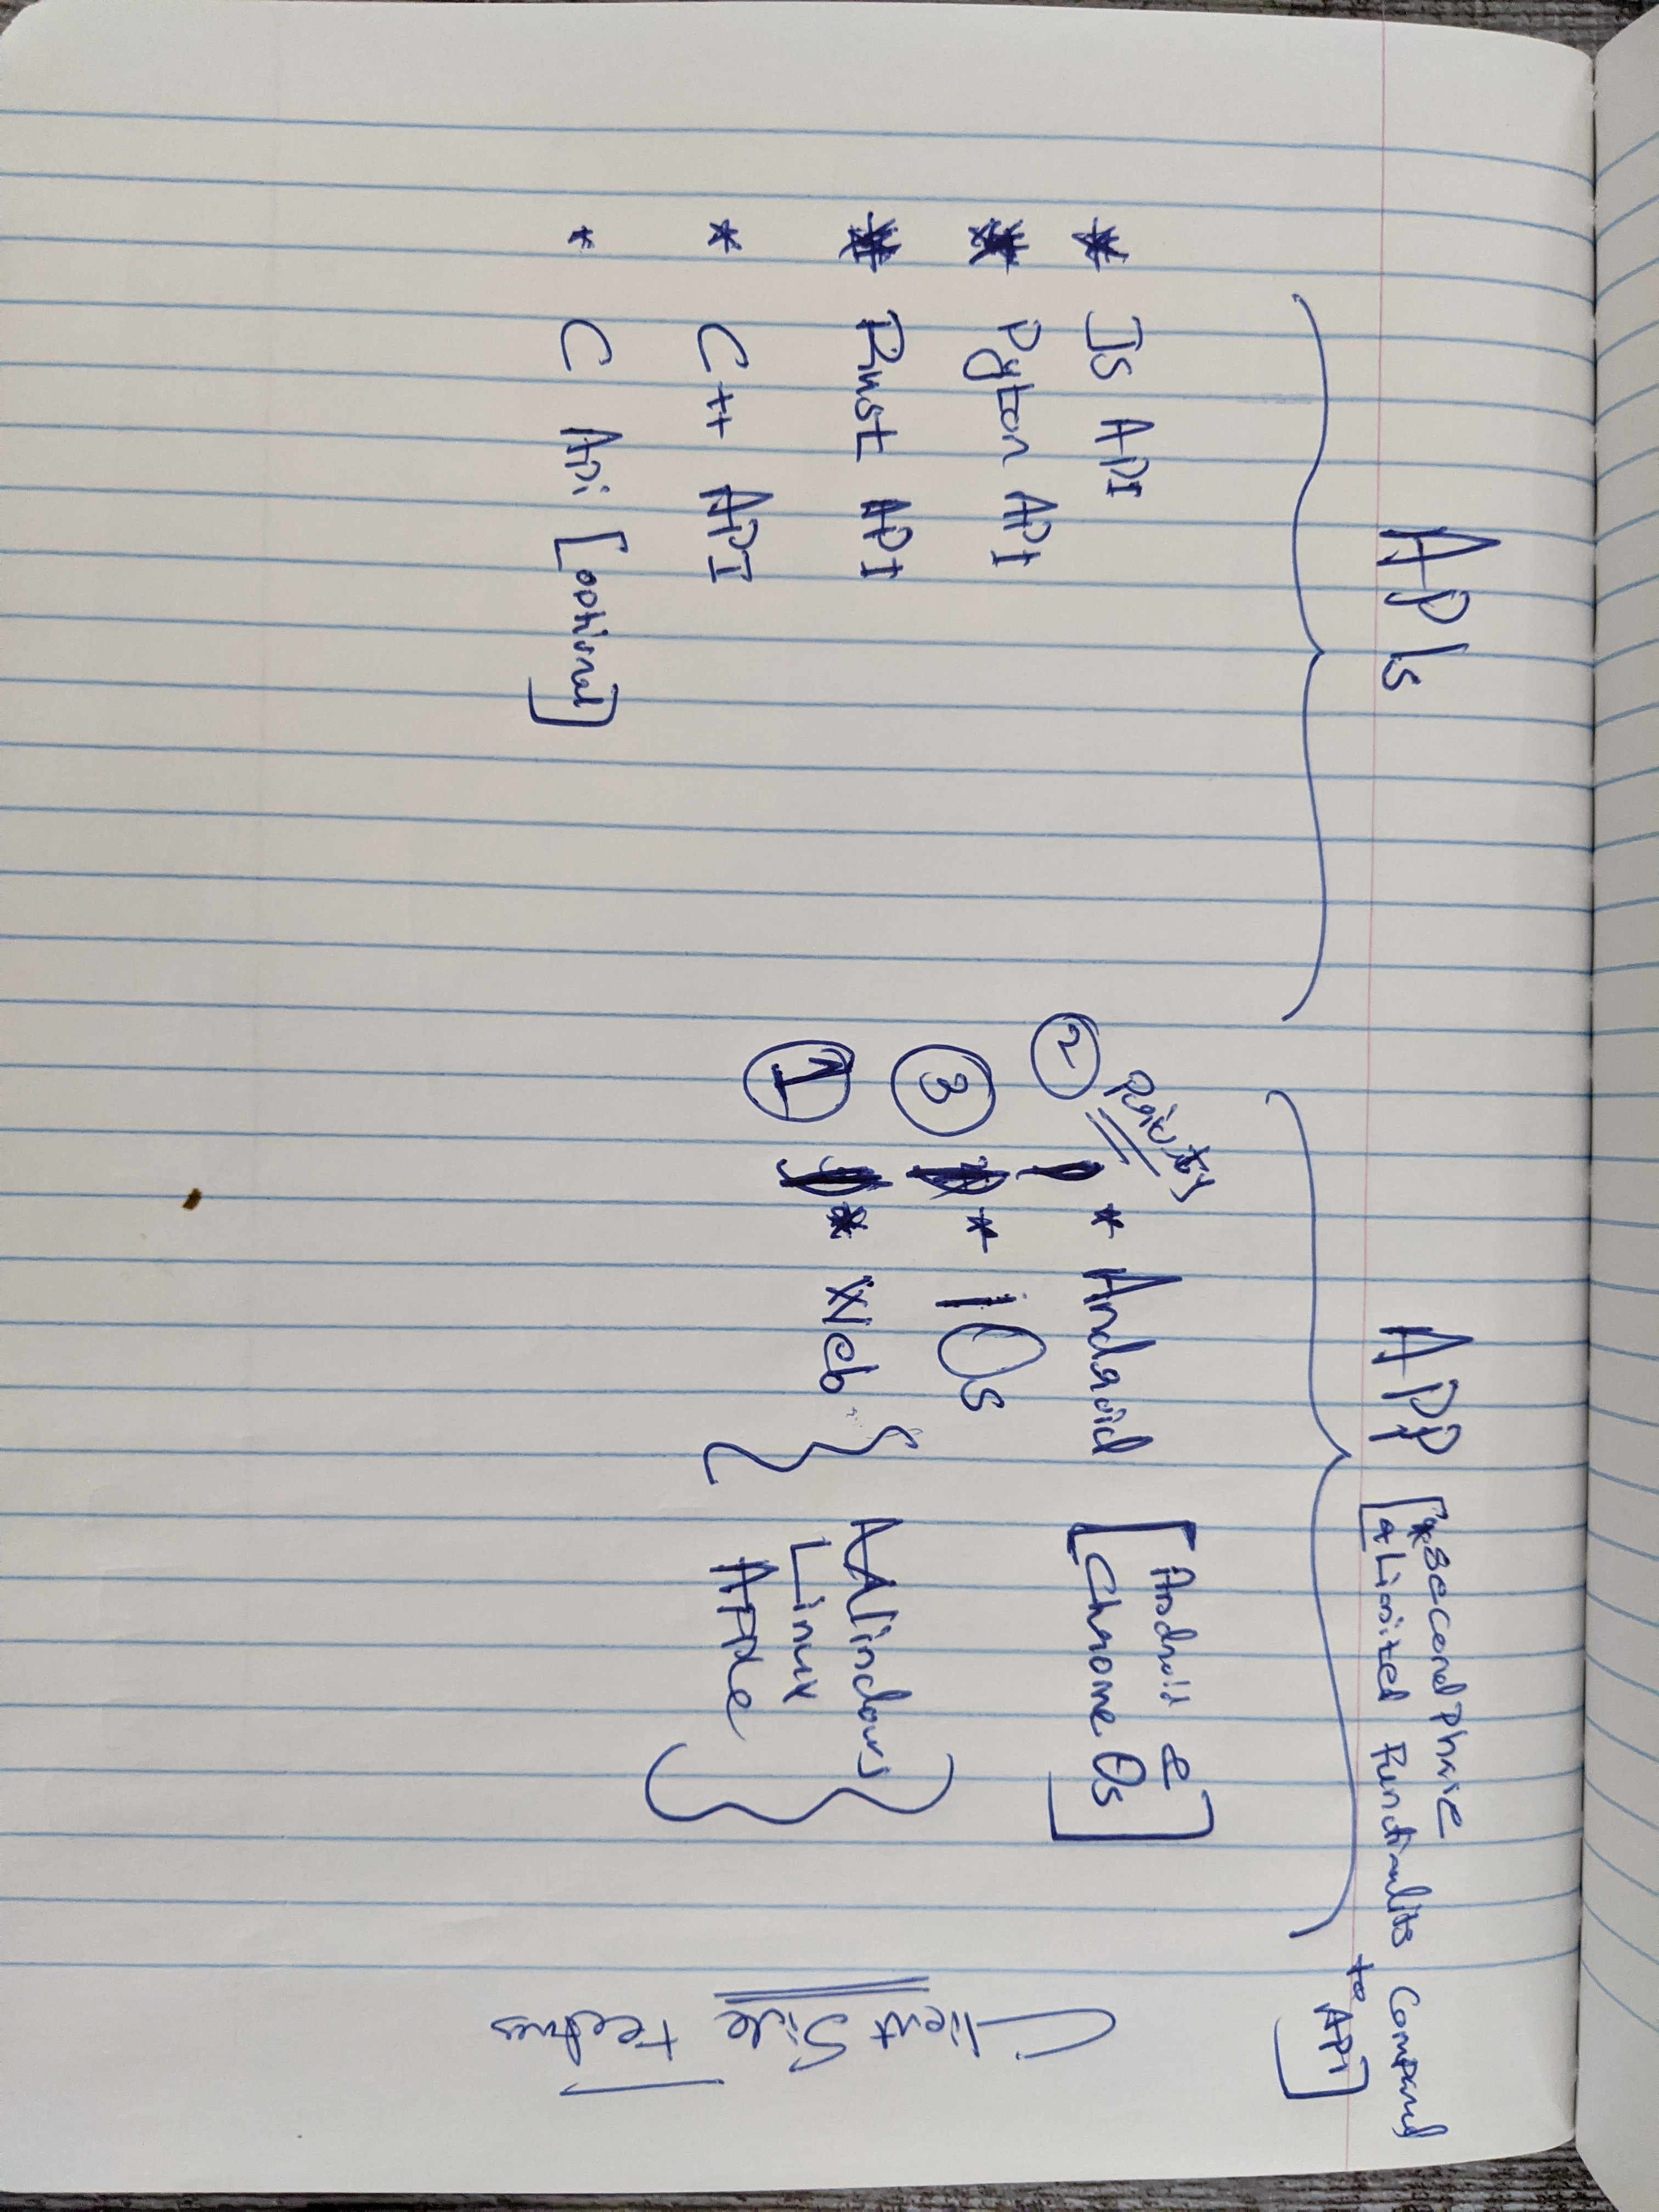 APIs
* JS API
* Pyton API
* Rust API
* C++ API
* C Api [optional]
APP [* Second Phase
* Limited Functionality Compared
to API]
Priority
② * Android [Android &
Chrome Os]
③ * iOs
① * Web { Windows
Linux
APPle }
Client Side Features